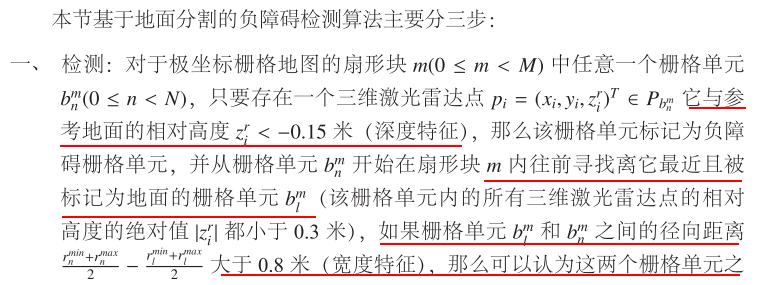 本节基于地面分割的负障碍检测算法主要分三步：
一、 检测：对于极坐标栅格地图的扇形块 m(0 ≤ m < M) 中任意一个栅格单元
b_n^m(0 ≤ n < N)，只要存在一个三维激光雷达点 p_i = (x_i, y_i, z_i^r)^T ∈ P_{b_n^m} 它与参
考地面的相对高度 z_i^r < −0.15 米（深度特征)，那么该栅格单元标记为负障
碍栅格单元，并从栅格单元 b_n^m 开始在扇形块 m 内往前寻找离它最近且被
标记为地面的栅格单元 b_l^m（该栅格单元内的所有三维激光雷达点的相对
高度的绝对值 |z_i^r| 都小于 0.3 米)，如果栅格单元 b_l^m 和 b_n^m 之间的径向距离
\frac{r_n^{min}+r_n^{max}}{2} − \frac{r_l^{min}+r_l^{max}}{2} 大于 0.8 米（宽度特征)，那么可以认为这两个栅格单元之